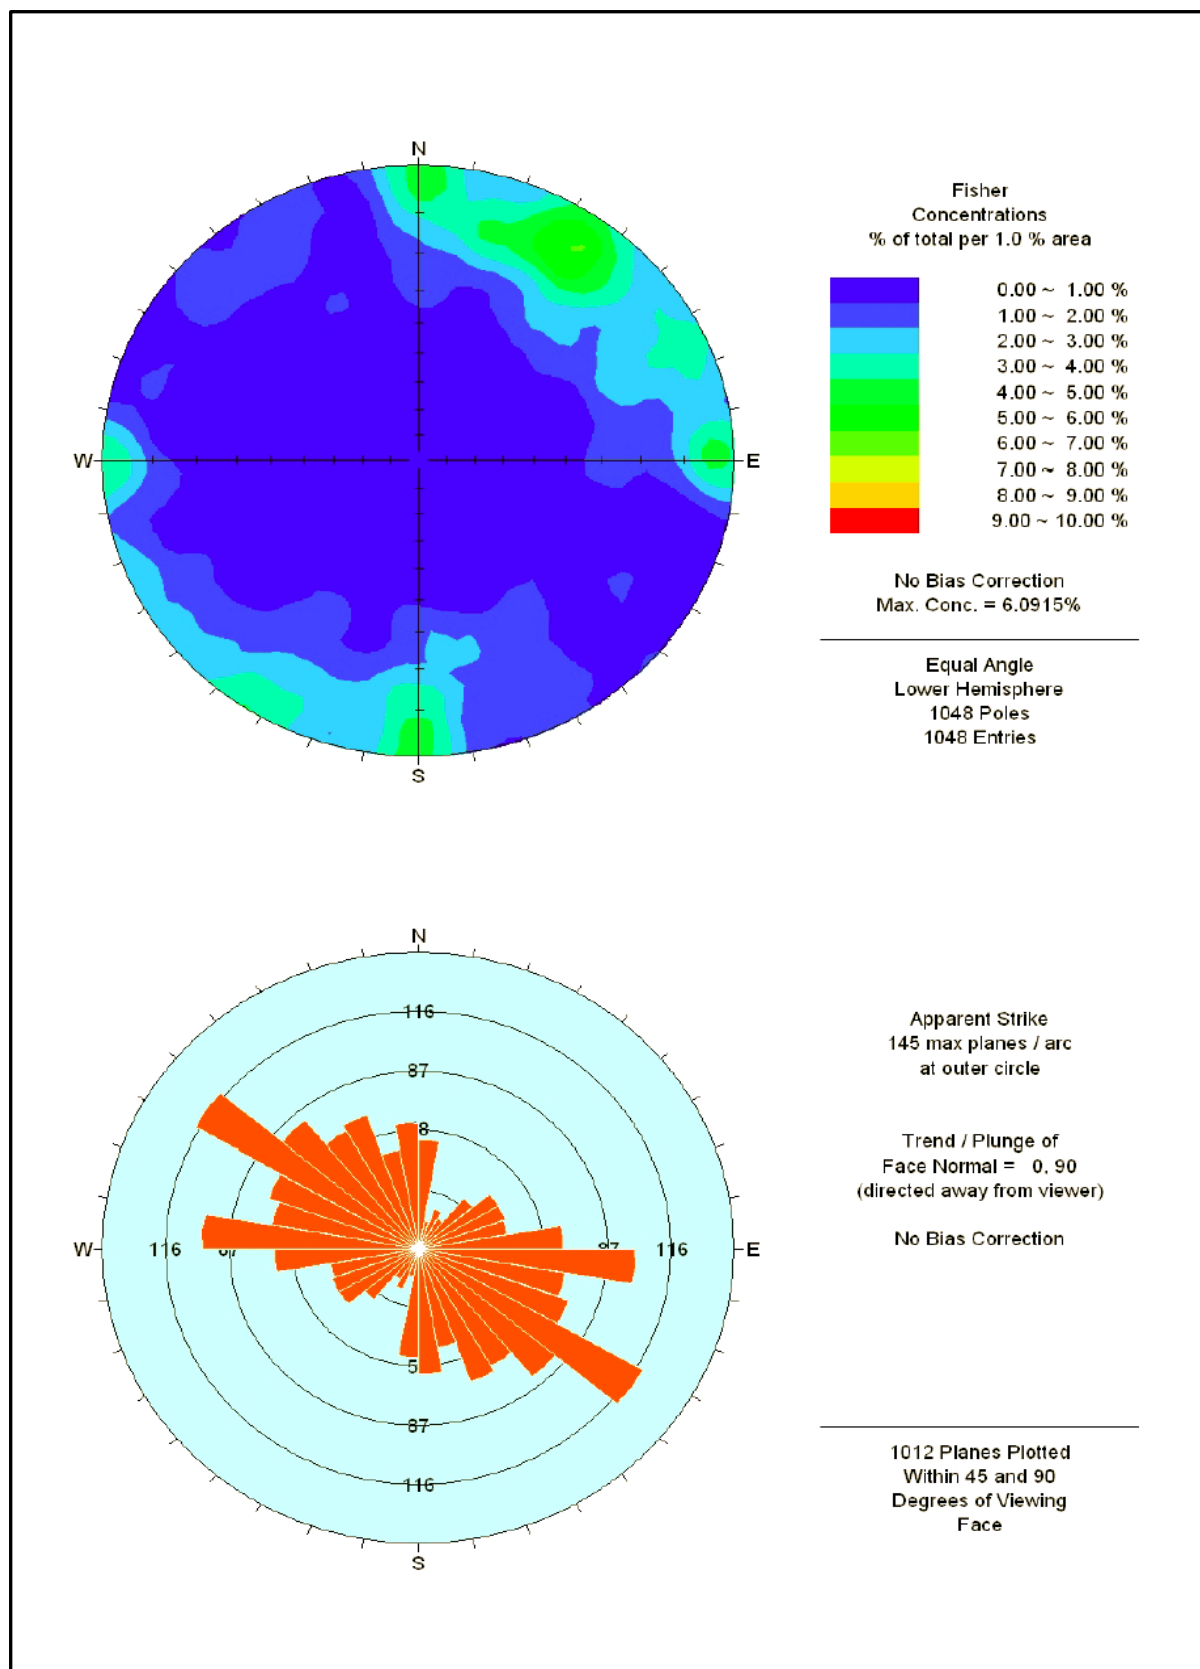 N
Fisher
Concentrations
% of total per 1.0 % area
0.00 ~ 1.00 %
1.00 ~ 2.00 %
2.00 ~ 3.00 %
3.00 ~ 4.00 %
4.00 ~ 5.00 %
5.00 ~ 6.00 %
6.00 ~ 7.00 %
7.00 ~ 8.00 %
8.00 ~ 9.00 %
9.00 ~ 10.00 %
W
E
No Bias Correction
Max. Conc. = 6.0915%
Equal Angle
Lower Hemisphere
1048 Poles
1048 Entries
S
N
116
87
8
W
116
87
116
E
5
87
116
S
Apparent Strike
145 max planes / arc
at outer circle
Trend / Plunge of
Face Normal = 0, 90
(directed away from viewer)
No Bias Correction
1012 Planes Plotted
Within 45 and 90
Degrees of Viewing
Face